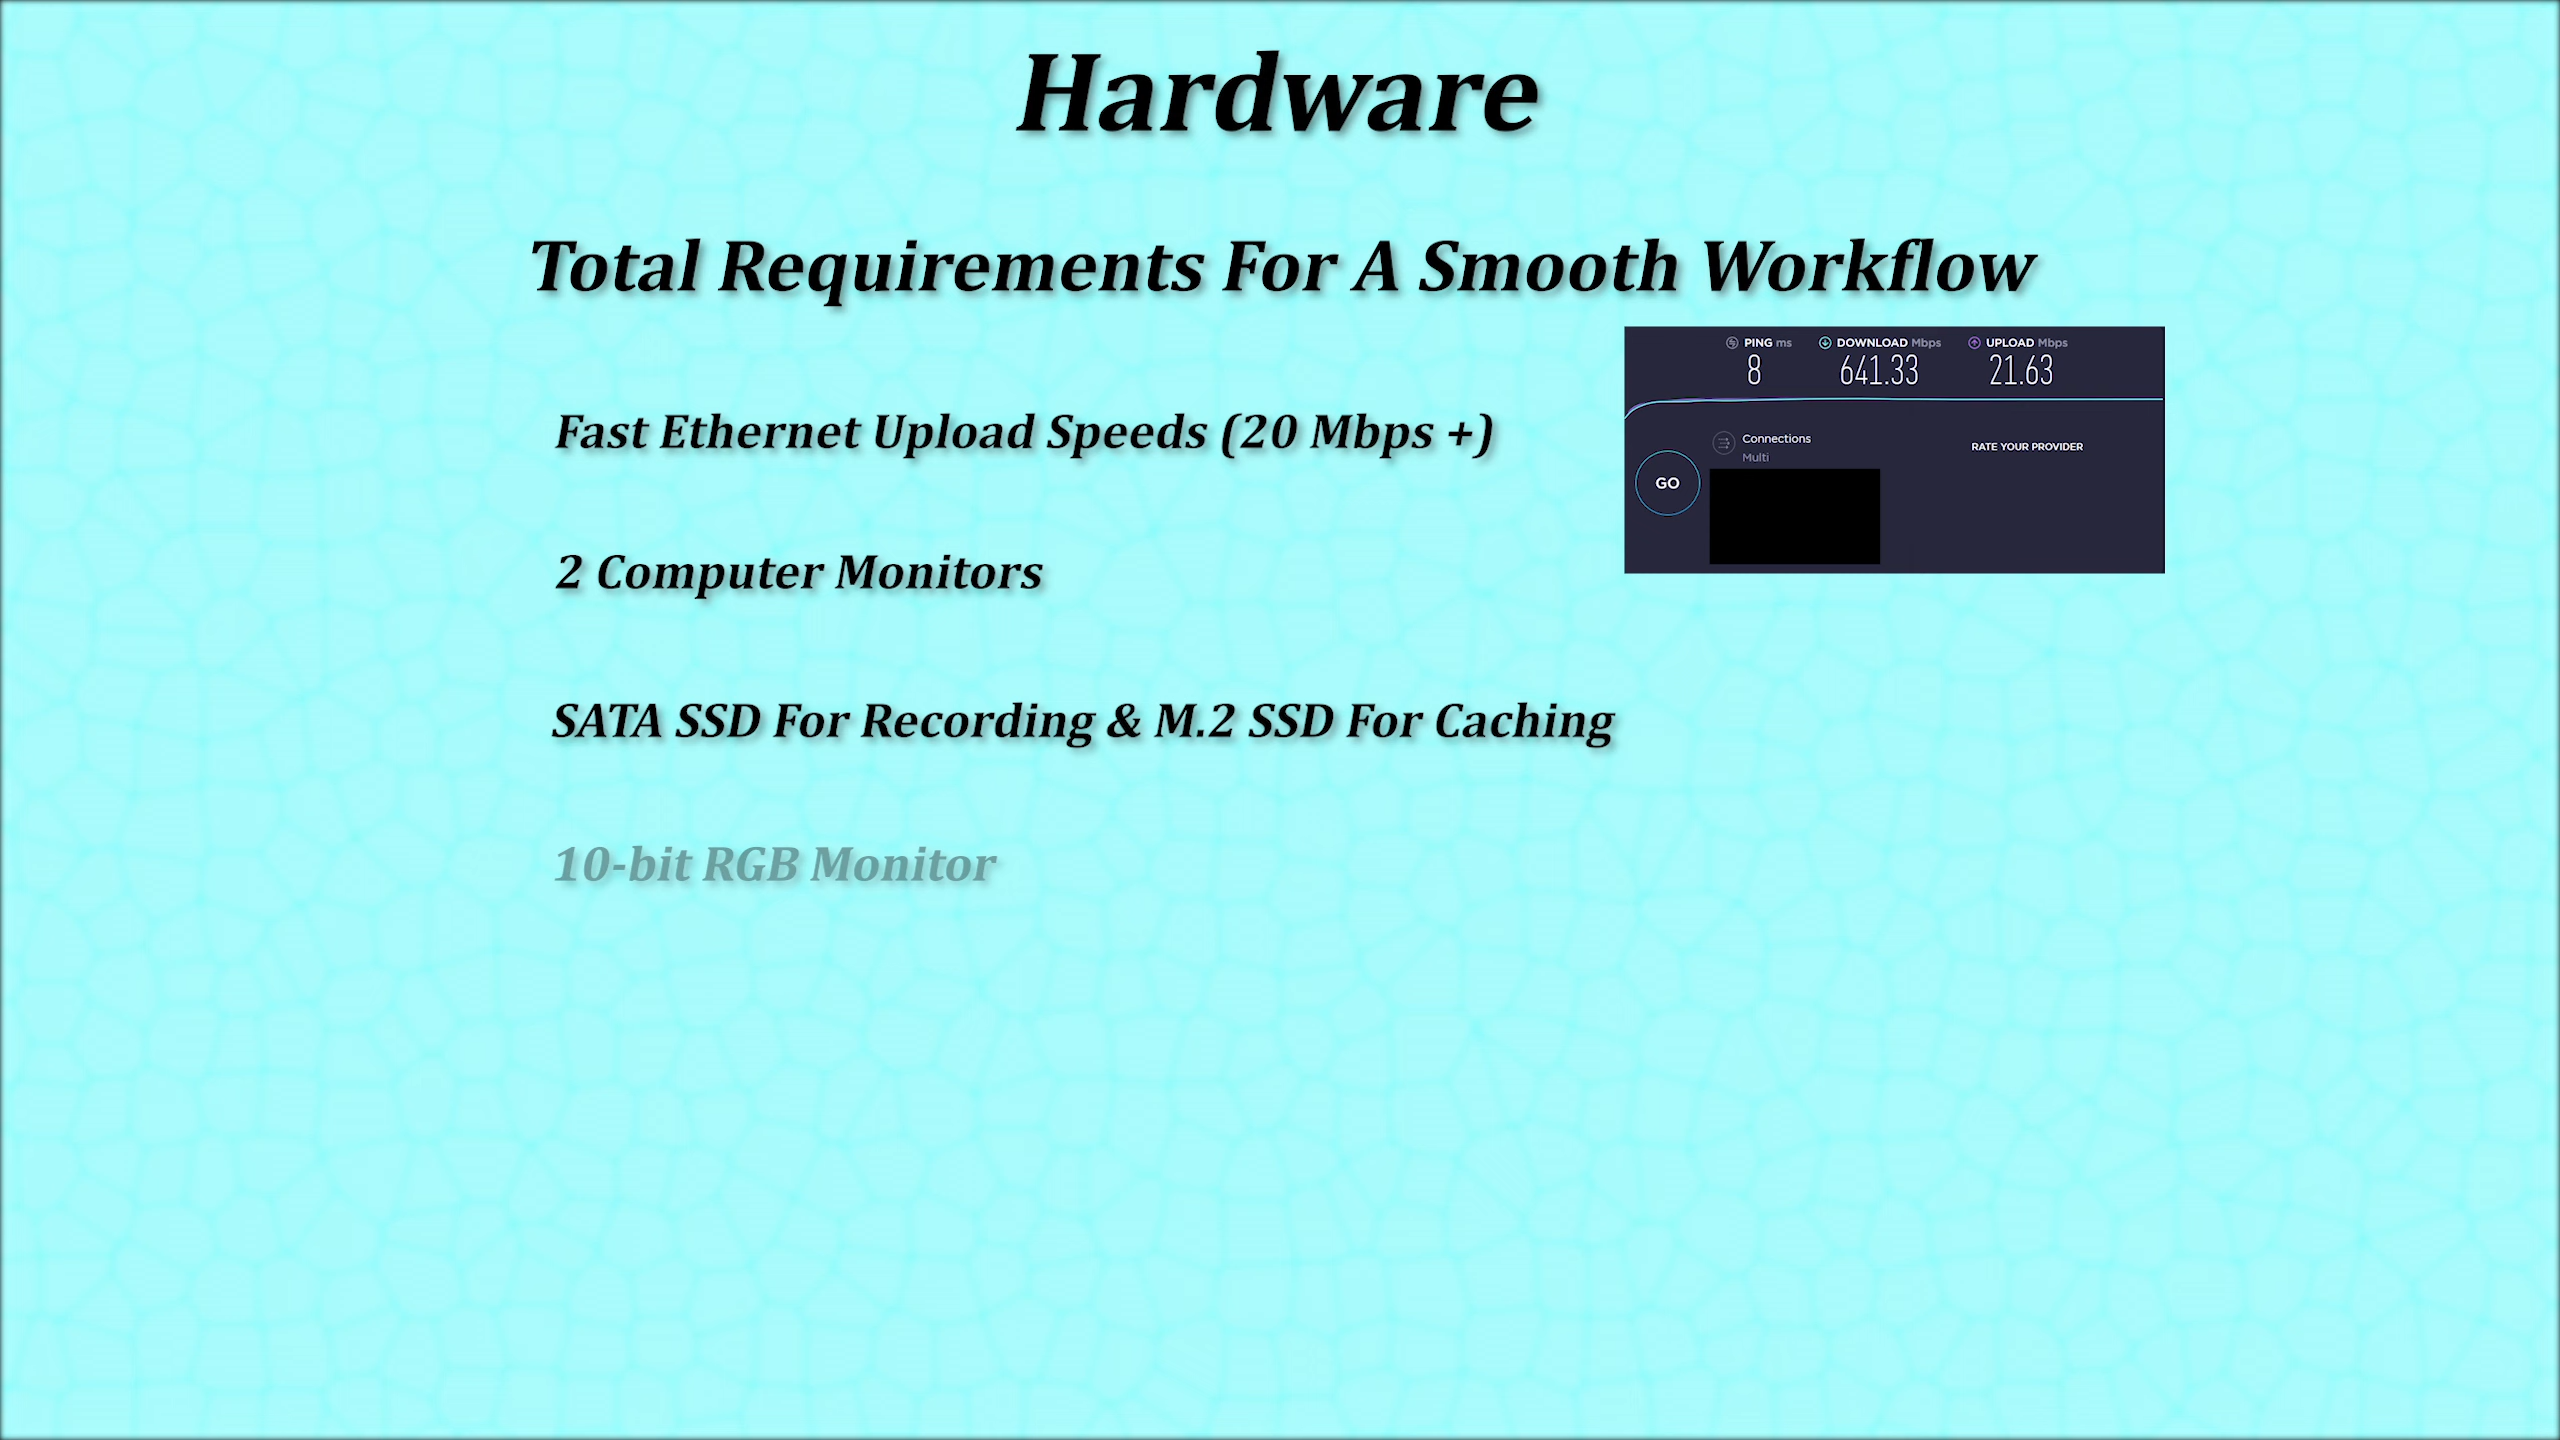 Hardware
Total Requirements For A Smooth Workflow
PING ms DOWNLOAD Mbps UPLOAD Mbps
8 641.33 21.63
Fast Ethernet Upload Speeds (20 Mbps +)
Connections
Multi
RATE YOUR PROVIDER
GO
2 Computer Monitors
SATA SSD For Recording & M.2 SSD For Caching
10-bit RGB Monitor